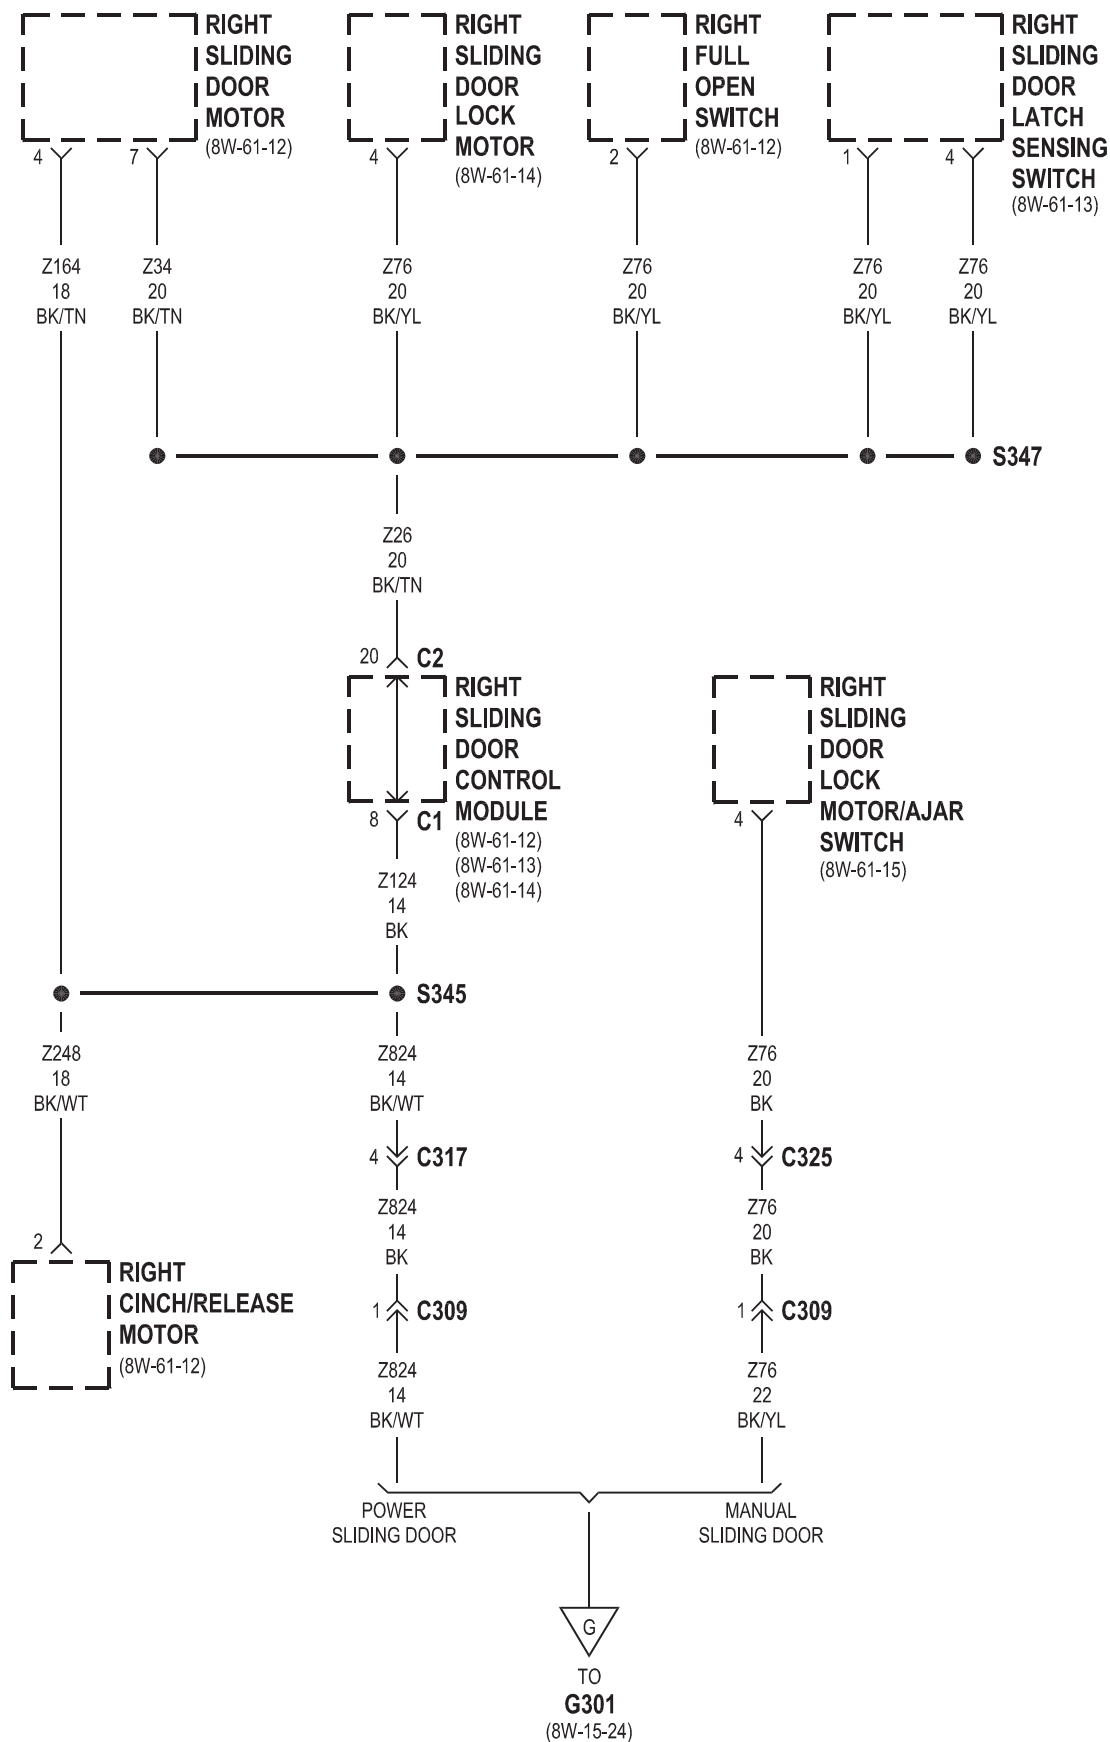 RIGHT
SLIDING
DOOR
MOTOR
(8W-61-12)
RIGHT
SLIDING
DOOR
LOCK
MOTOR
(8W-61-14)
RIGHT
FULL
OPEN
SWITCH
(8W-61-12)
RIGHT
SLIDING
DOOR
LATCH
SENSING
SWITCH
(8W-61-13)
4
7
4
2
1
4
Z164
18
BK/TN
Z34
20
BK/TN
Z76
20
BK/YL
Z76
20
BK/YL
Z76
20
BK/YL
Z76
20
BK/YL
S347
Z26
20
BK/TN
20
C2
RIGHT
SLIDING
DOOR
CONTROL
MODULE
(8W-61-12)
(8W-61-13)
(8W-61-14)
8
C1
RIGHT
SLIDING
DOOR
LOCK
MOTOR/AJAR
SWITCH
(8W-61-15)
4
Z124
14
BK
S345
Z248
18
BK/WT
Z824
14
BK/WT
Z76
20
BK
4
C317
4
C325
Z824
14
BK
Z76
20
BK
2
RIGHT
CINCH/RELEASE
MOTOR
(8W-61-12)
1
C309
1
C309
Z824
14
BK/WT
Z76
22
BK/YL
POWER
SLIDING DOOR
MANUAL
SLIDING DOOR
G
TO
G301
(8W-15-24)